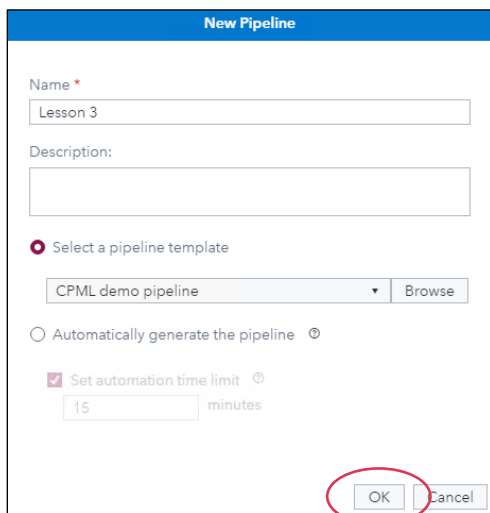 New Pipeline
Name *
Lesson 3
Description:
Select a pipeline template
CPML demo pipeline Browse
Automatically generate the pipeline
Set automation time limit
15 minutes
OK Cancel